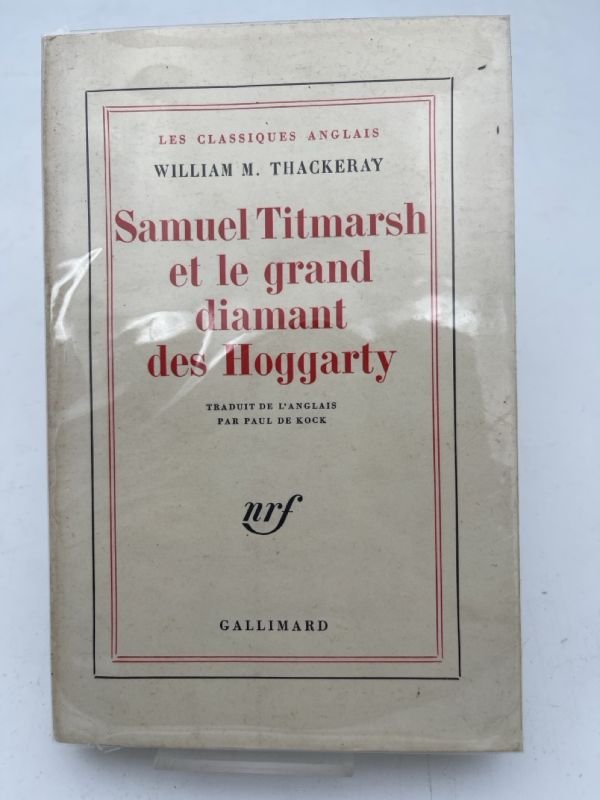 LES CLASSIQUES ANGLAIS
WILLIAM M. THACKERAY
Samuel Titmarsh
et le grand
diamant
des Hoggarty
TRADUIT DE L'ANGLAIS
PAR PAUL DE KOCK
nrf
GALLIMARD